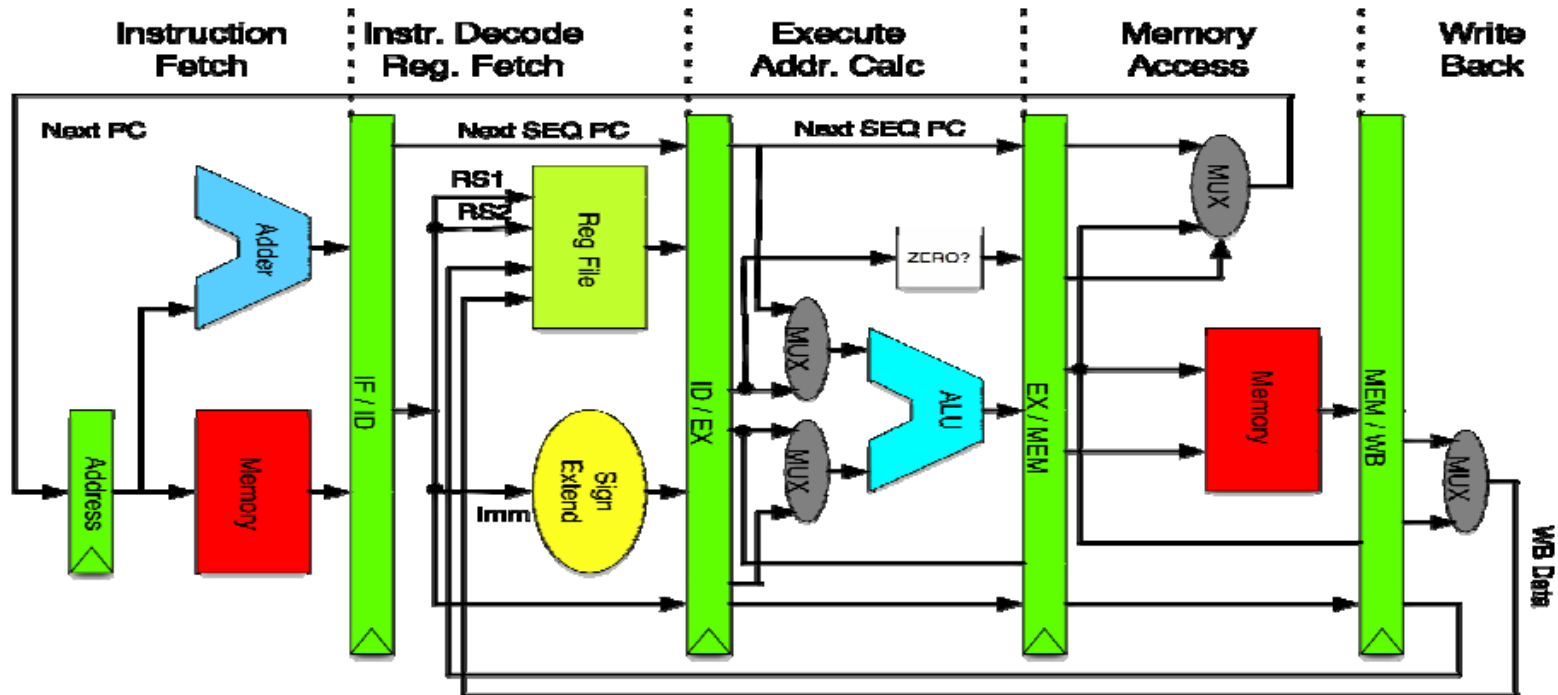 Instruction
Fetch
Instr. Decode
Reg. Fetch
Execute
Addr. Calc
Memory
Access
Write
Back
Next PC
Next SEQ PC
Next SEQ PC
RS1
RS2
Imm
Adder
Address
Memory
IF / ID
Reg File
Sign
Extend
ID / EX
MUX
MUX
ZERO?
ALU
EX / MEM
MUX
Memory
MEM / WB
MUX
WB Data